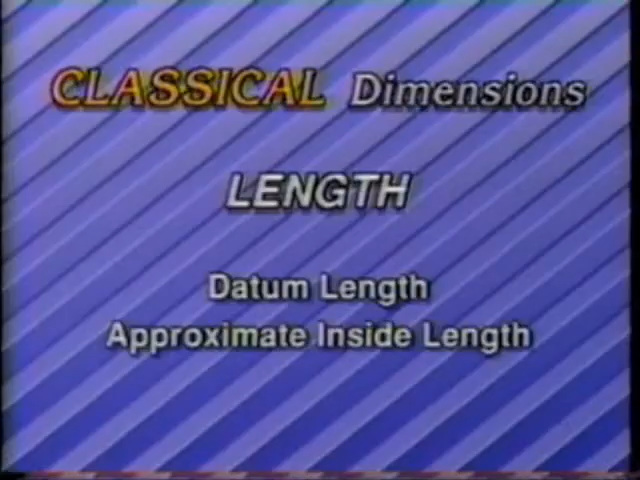 CLASSICAL Dimensions
LENGTH
Datum Length
Approximate Inside Length